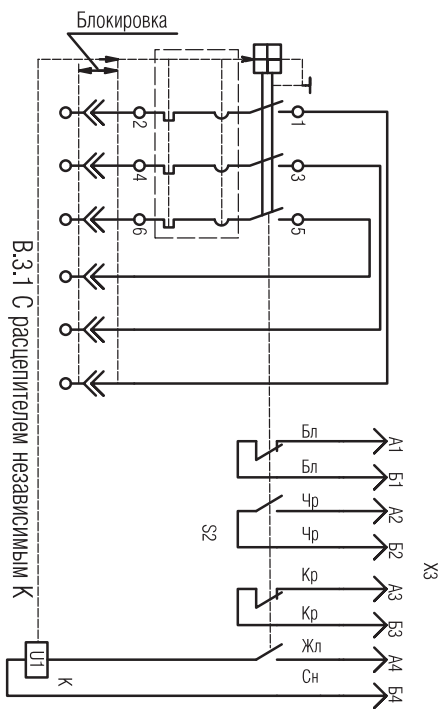 Блокировка
2
1
4
3
6
5
В.3.1 С расцепителем независимым К
А1
Бл
Бл
Б1
А2
Чр
Чр
Б2
S2
X3
А3
Кр
Кр
Б3
А4
Жл
Сн
Б4
U1
К